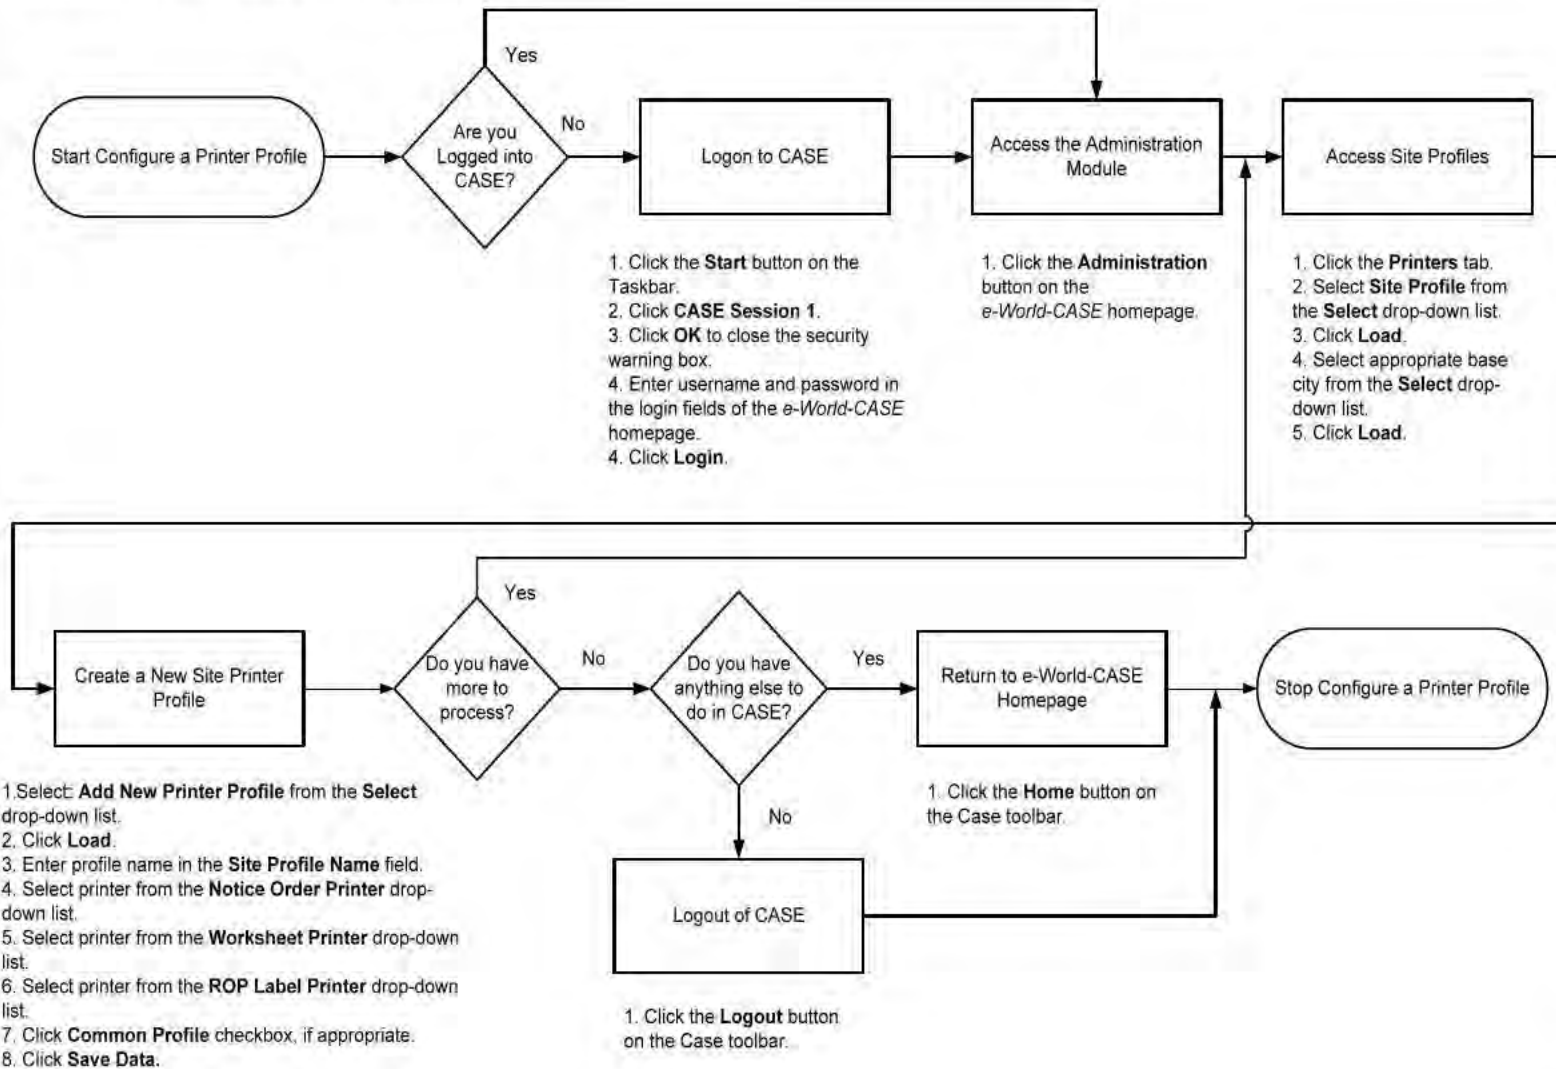 Yes
Start Configure a Printer Profile
Are you
Logged into
CASE?
No
Logon to CASE
Access the Administration
Module
Access Site Profiles
1. Click the Start button on the
Taskbar.
2. Click CASE Session 1.
3. Click OK to close the security
warning box.
4. Enter username and password in
the login fields of the e-World-CASE
homepage.
4. Click Login.
1. Click the Administration
button on the
e-World-CASE homepage.
1. Click the Printers tab.
2. Select Site Profile from
the Select drop-down list.
3. Click Load.
4. Select appropriate base
city from the Select drop-
down list.
5. Click Load.
Create a New Site Printer
Profile
Yes
Do you have
more to
process?
No
Do you have
anything else to
do in CASE?
Yes
Return to e-World-CASE
Homepage
Stop Configure a Printer Profile
1.Select: Add New Printer Profile from the Select
drop-down list.
2. Click Load.
3. Enter profile name in the Site Profile Name field.
4. Select printer from the Notice Order Printer drop-
down list.
5. Select printer from the Worksheet Printer drop-down
list.
6. Select printer from the ROP Label Printer drop-down
list.
7. Click Common Profile checkbox, if appropriate.
8. Click Save Data.
No
Logout of CASE
1. Click the Logout button
on the Case toolbar.
1. Click the Home button on
the Case toolbar.